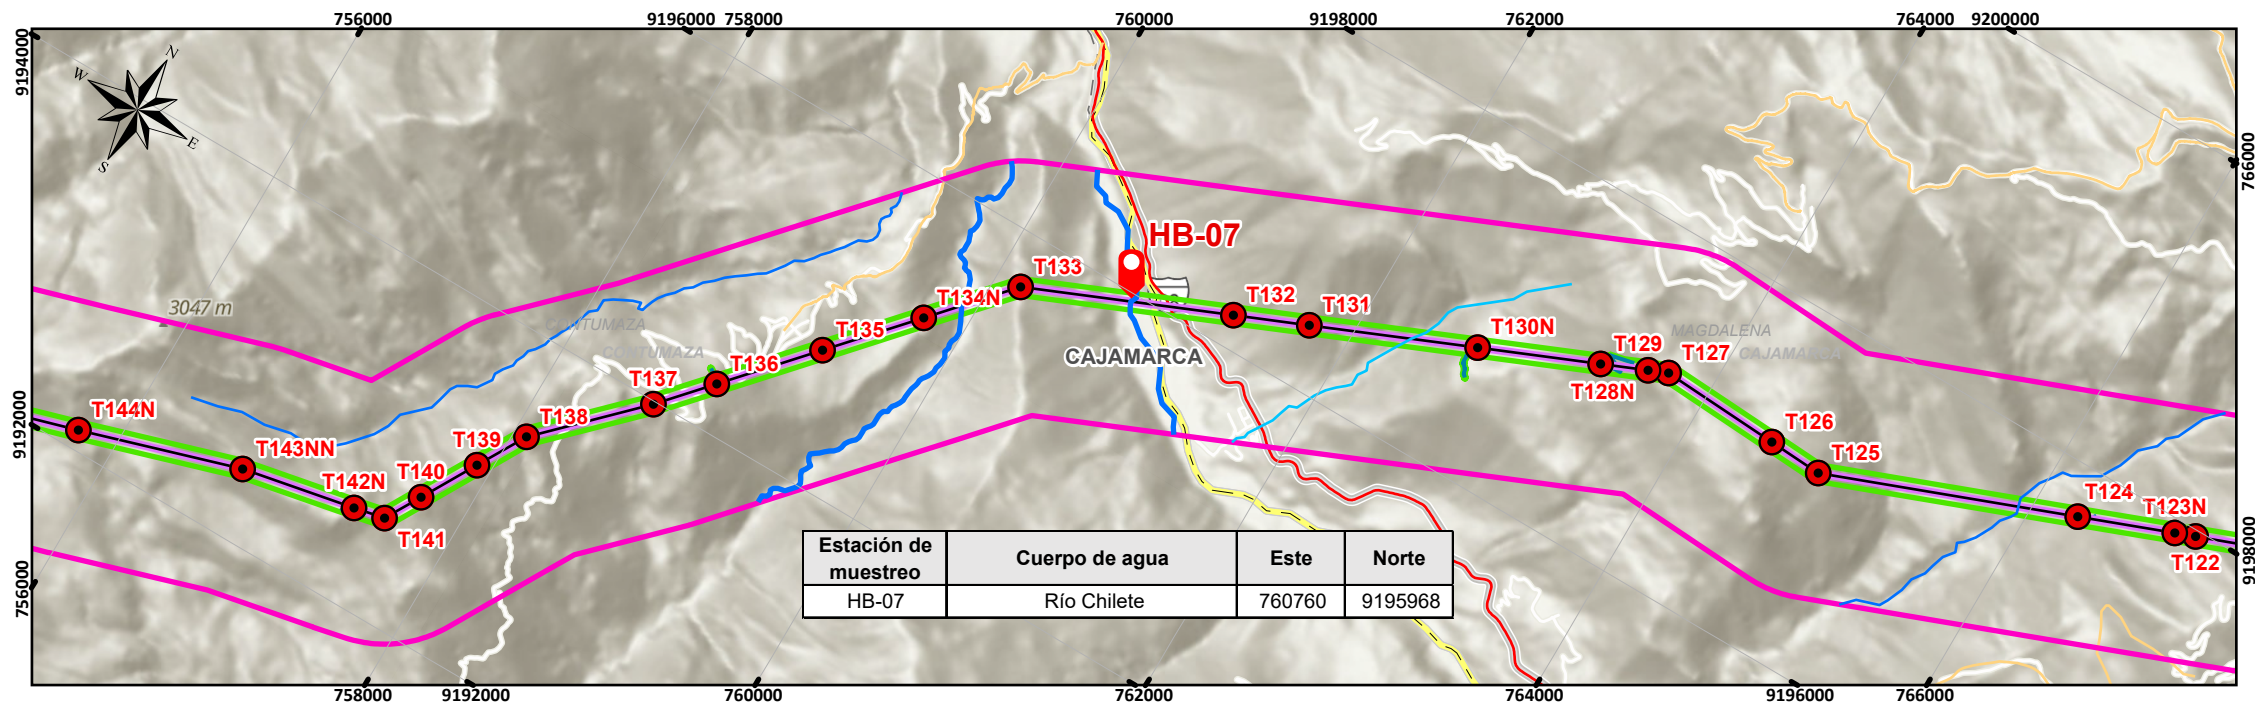 756000
9196000
758000
760000
9198000
762000
764000
9200000
9194000
N
W
E
S
766000
HB-07
T133
3047 m
T134N
T132
T131
CONTUMAZA
T135
T130N
MAGDALENA
CONTUMAZA
CAJAMARCA
T129
T127
CAJAMARCA
T136
T137
T128N
9192000
T144N
T138
T126
T139
T143NN
T140
T125
T142N
T124
T123N
T141
T122
9198000
756000
Estación de muestreo
Cuerpo de agua
Este
Norte
HB-07
Río Chilete
760760
9195968
758000
9192000
760000
762000
764000
9196000
766000